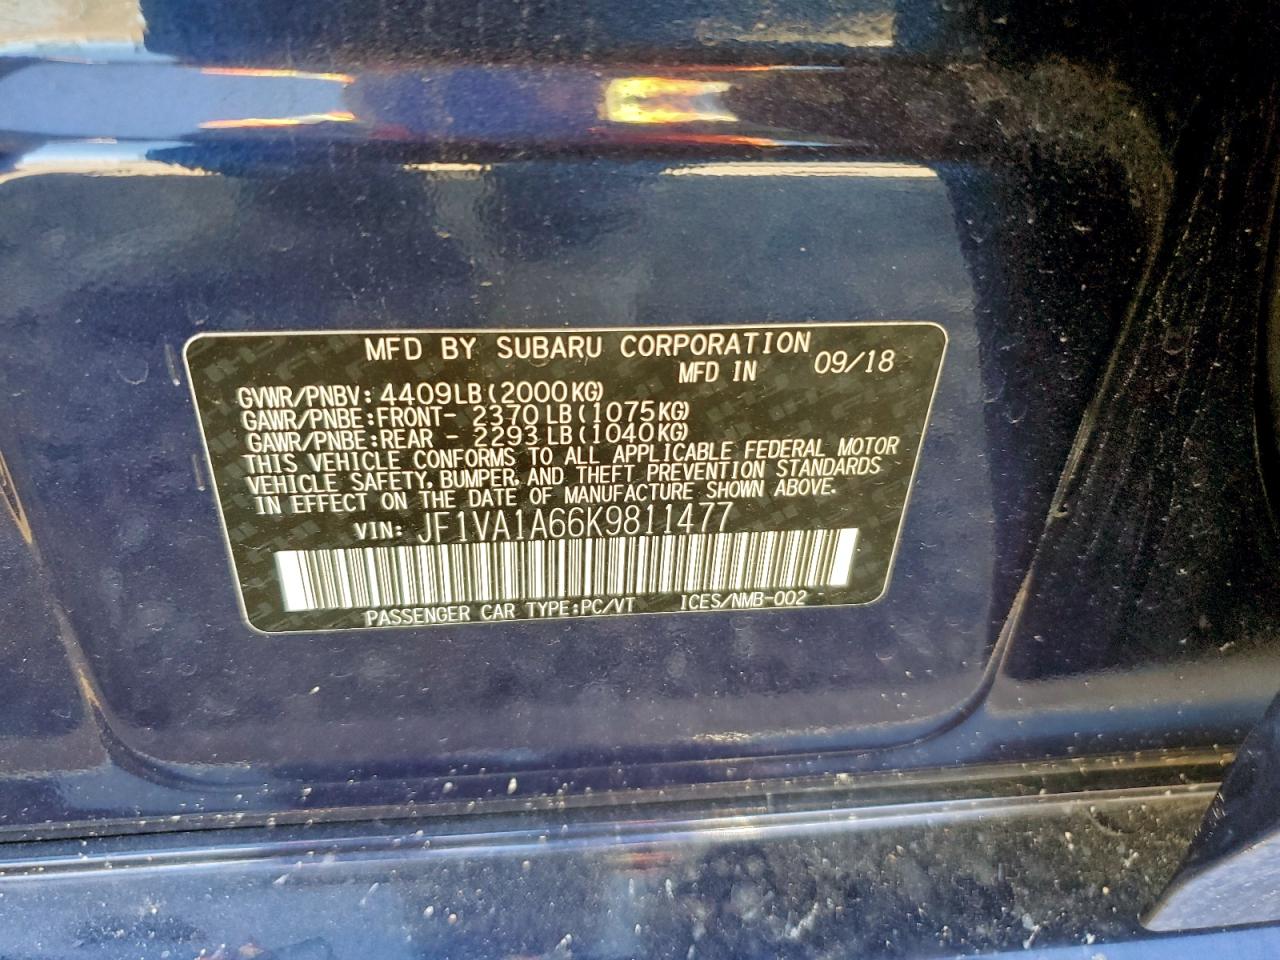 MFD BY SUBARU CORPORATION
MFD IN 09/18
GVWR/PNBV: 4409LB(2000KG)
GAWR/PNBE:FRONT- 2370LB(1075KG)
GAWR/PNBE:REAR - 2293LB(1040KG)
THIS VEHICLE CONFORMS TO ALL APPLICABLE FEDERAL MOTOR
VEHICLE SAFETY, BUMPER, AND THEFT PREVENTION STANDARDS
IN EFFECT ON THE DATE OF MANUFACTURE SHOWN ABOVE.
VIN: JF1VA1A66K9811477
PASSENGER CAR TYPE:PC/VT ICES/NMB-002